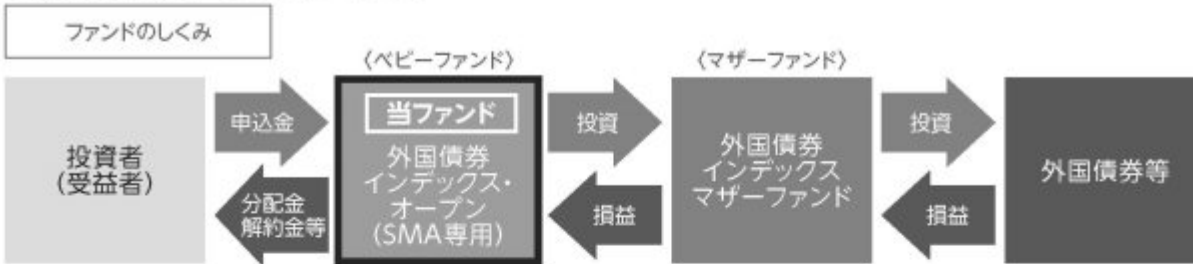 ファンドのしくみ
〈ベビーファンド〉
〈マザーファンド〉
投資者
(受益者)
申込金
分配金
解約金等
当ファンド
外国債券
インデックス・
オープン
(SMA専用)
投資
損益
外国債券
インデックス
マザーファンド
投資
損益
外国債券等